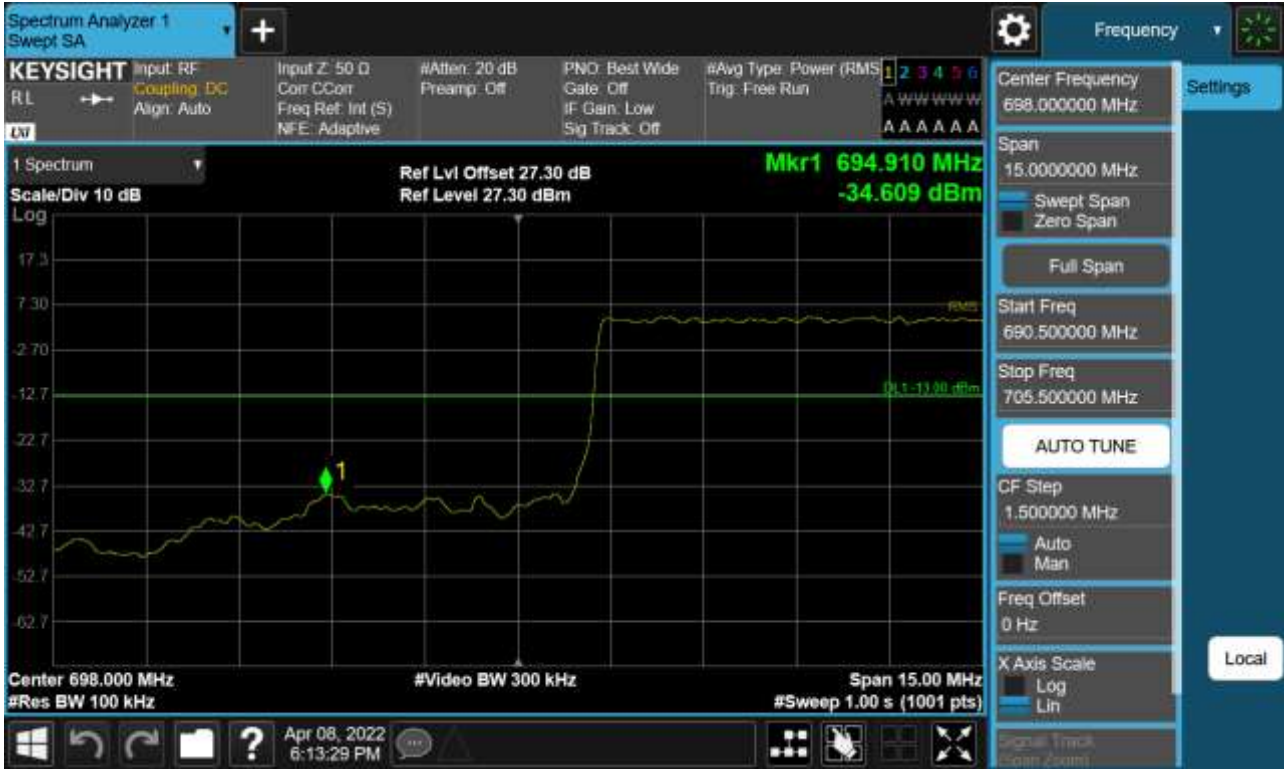 Spectrum Analyzer 1
Swept SA
+
Frequency
KEYSIGHT
RL
LXI
Input: RF
Coupling: DC
Align: Auto
Input Z: 50 Ω
Corr CCorr
Freq Ref: Int (S)
NFE: Adaptive
#Atten: 20 dB
Preamp: Off
PNO: Best Wide
Gate: Off
IF Gain: Low
Sig Track: Off
#Avg Type: Power (RMS
Trig: Free Run
1 2 3 4 5 6
A W W W W W
A A A A A A
1 Spectrum
Scale/Div 10 dB
Log
Ref Lvl Offset 27.30 dB
Ref Level 27.30 dBm
Mkr1 694.910 MHz
-34.609 dBm
17.3
7.30
-2.70
-12.7
-22.7
-32.7
-42.7
-52.7
-62.7
RMS
DL1 -13.00 dBm
1
Center 698.000 MHz
#Res BW 100 kHz
#Video BW 300 kHz
Span 15.00 MHz
#Sweep 1.00 s (1001 pts)
Center Frequency
698.000000 MHz
Span
15.0000000 MHz
Swept Span
Zero Span
Full Span
Start Freq
690.500000 MHz
Stop Freq
705.500000 MHz
AUTO TUNE
CF Step
1.500000 MHz
Auto
Man
Freq Offset
0 Hz
X Axis Scale
Log
Lin
Signal Track
(Span Zoom)
Settings
Local
?
Apr 08, 2022
6:13:29 PM